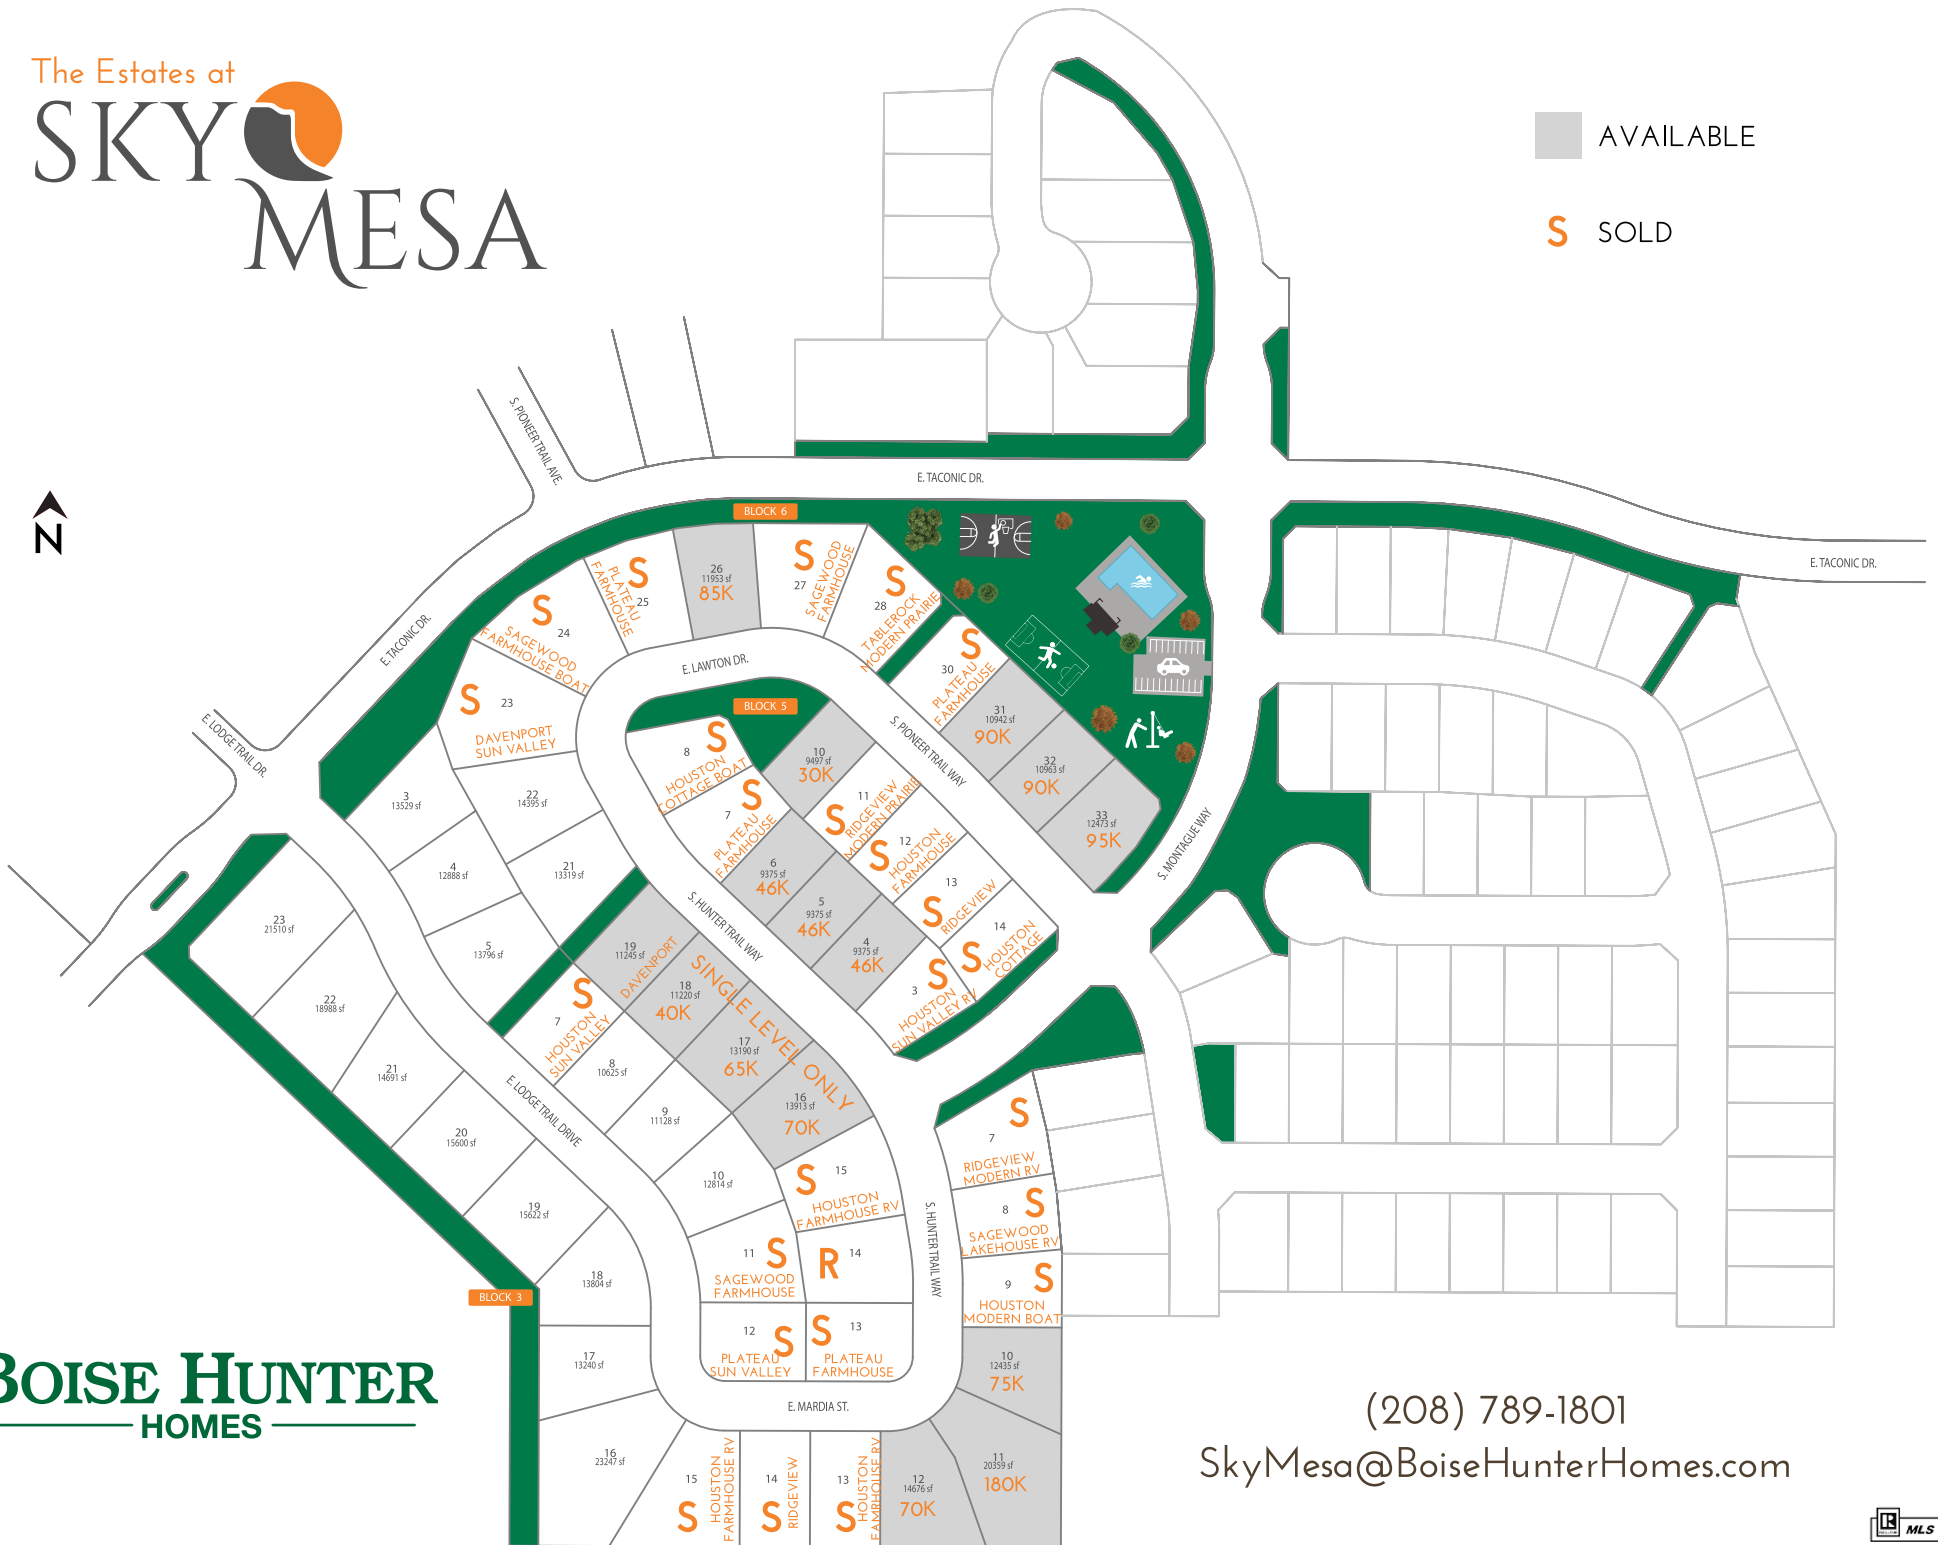 The Estates at
SKY
MESA
AVAILABLE
S SOLD
N
S. PIONEER TRAIL AVE.
E. TACONIC DR.
E. TACONIC DR.
E. TACONIC DR.
E. LODGE TRAIL DR.
BLOCK 6
S
PLATEAU
FARMHOUSE
25
26
11953 sf
85K
S
27
SAGEWOOD
FARMHOUSE
S
28
TABLEROCK
MODERN PRAIRIE
S
24
SAGEWOOD
FARMHOUSE BOAT
S
23
DAVENPORT
SUN VALLEY
E. LAWTON DR.
S
30
PLATEAU
FARMHOUSE
31
10942 sf
90K
32
10963 sf
90K
33
12473 sf
95K
S. PIONEER TRAIL WAY
S. MONTAGUE WAY
BLOCK 5
8
S
HOUSTON
COTTAGE BOAT
10
9497 sf
30K
7
S
PLATEAU
FARMHOUSE
11
S
RIDGEVIEW
MODERN PRAIRIE
12
S
HOUSTON
FARMHOUSE
6
9375 sf
46K
5
9375 sf
46K
4
9375 sf
46K
13
S
RIDGEVIEW
14
S
HOUSTON
COTTAGE
3
S
HOUSTON
SUN VALLEY RV
S. HUNTER TRAIL WAY
3
13529 sf
22
14395 sf
4
12888 sf
21
13319 sf
5
13796 sf
19
11245 sf
DAVENPORT
18
11220 sf
40K
SINGLE LEVEL ONLY
17
13190 sf
65K
16
13913 sf
70K
S
7
HOUSTON
SUN VALLEY
8
10625 sf
9
11128 sf
10
12814 sf
23
21510 sf
22
18988 sf
21
14691 sf
20
15600 sf
19
15622 sf
18
13804 sf
17
13240 sf
16
23247 sf
E. LODGE TRAIL DRIVE
S
15
HOUSTON
FARMHOUSE RV
11
S
SAGEWOOD
FARMHOUSE
R
14
12
S
PLATEAU
SUN VALLEY
S
13
PLATEAU
FARMHOUSE
S. HUNTER TRAIL WAY
S
7
RIDGEVIEW
MODERN RV
8
S
SAGEWOOD
LAKEHOUSE RV
9
S
HOUSTON
MODERN BOAT
10
12435 sf
75K
11
20359 sf
180K
12
14676 sf
70K
E. MARDIA ST.
15
S
HOUSTON
FARMHOUSE RV
14
S
RIDGEVIEW
13
S
HOUSTON
FAMRHOUSE RV
BLOCK 3
BOISE HUNTER
HOMES
(208) 789-1801
SkyMesa@BoiseHunterHomes.com
MLS